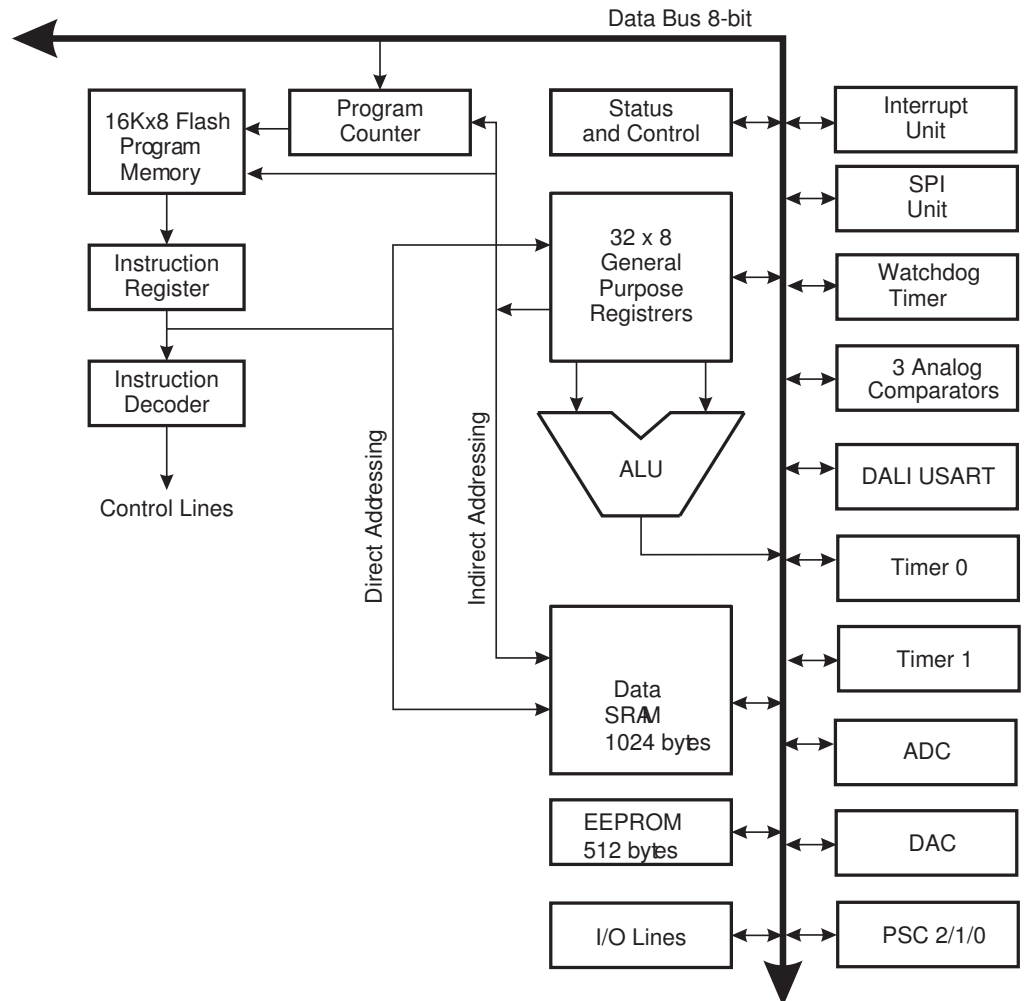 Data Bus 8-bit
16Kx8 Flash
Program
Memory
Program
Counter
Status
and Control
Interrupt
Unit
SPI
Unit
Instruction
Register
32 x 8
General
Purpose
Registrers
Watchdog
Timer
Instruction
Decoder
3 Analog
Comparators
Direct Addressing
Indirect Addressing
ALU
Control Lines
DALI USART
Timer 0
Timer 1
Data
SRAM
1024 bytes
ADC
EEPROM
512 bytes
DAC
I/O Lines
PSC 2/1/0